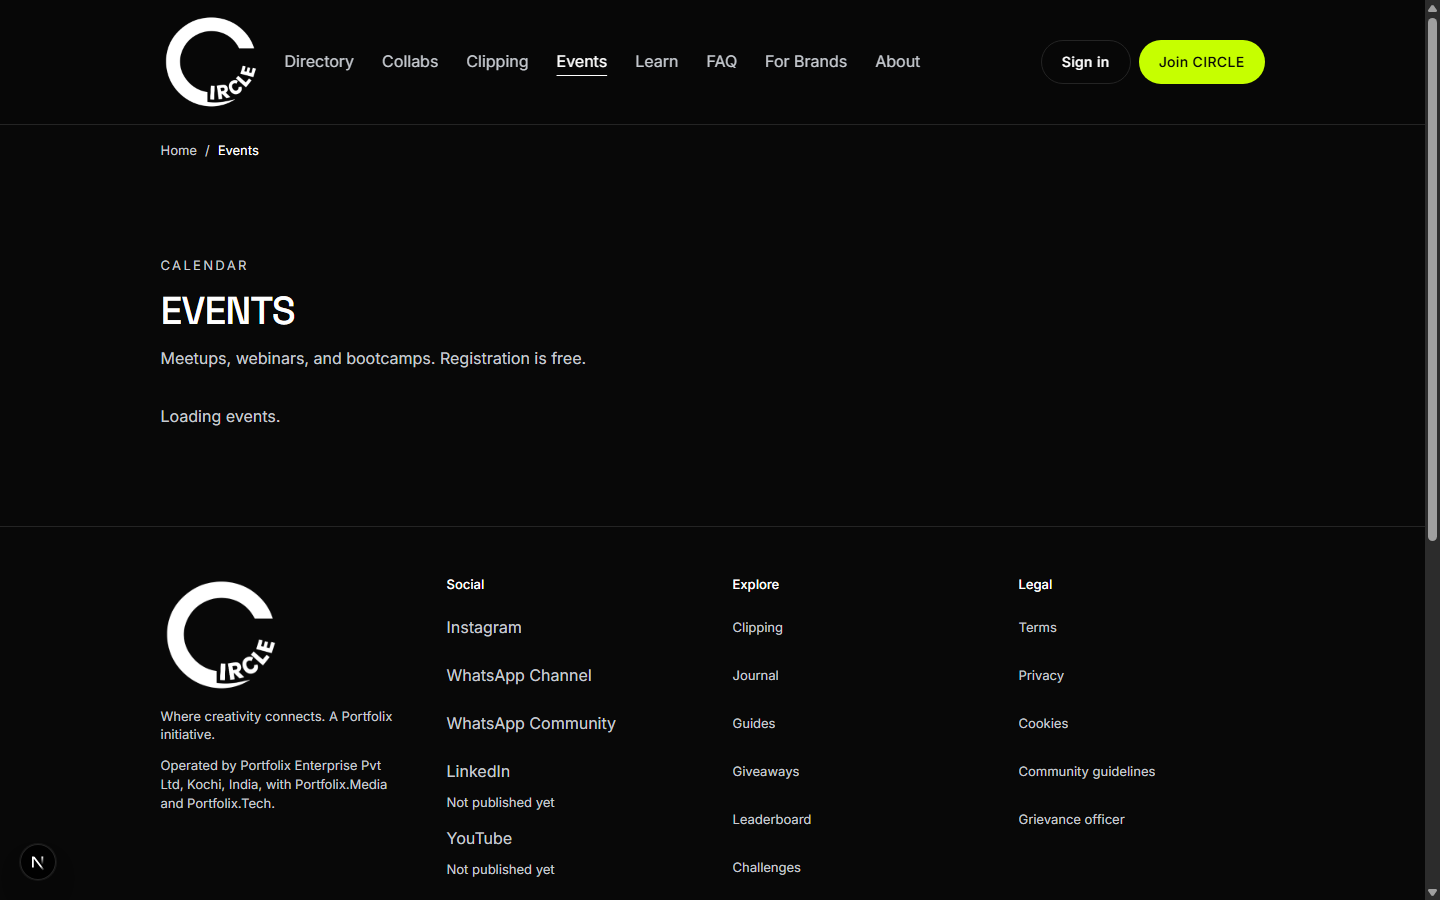 CIRCLE
Directory
Collabs
Clipping
Events
Learn
FAQ
For Brands
About
Sign in
Join CIRCLE
Home / Events
CALENDAR
EVENTS
Meetups, webinars, and bootcamps. Registration is free.
Loading events.
CIRCLE
Where creativity connects. A Portfolix
initiative.
Operated by Portfolix Enterprise Pvt
Ltd, Kochi, India, with Portfolix.Media
and Portfolix.Tech.
Social
Instagram
WhatsApp Channel
WhatsApp Community
LinkedIn
Not published yet
YouTube
Not published yet
Explore
Clipping
Journal
Guides
Giveaways
Leaderboard
Challenges
Legal
Terms
Privacy
Cookies
Community guidelines
Grievance officer
N